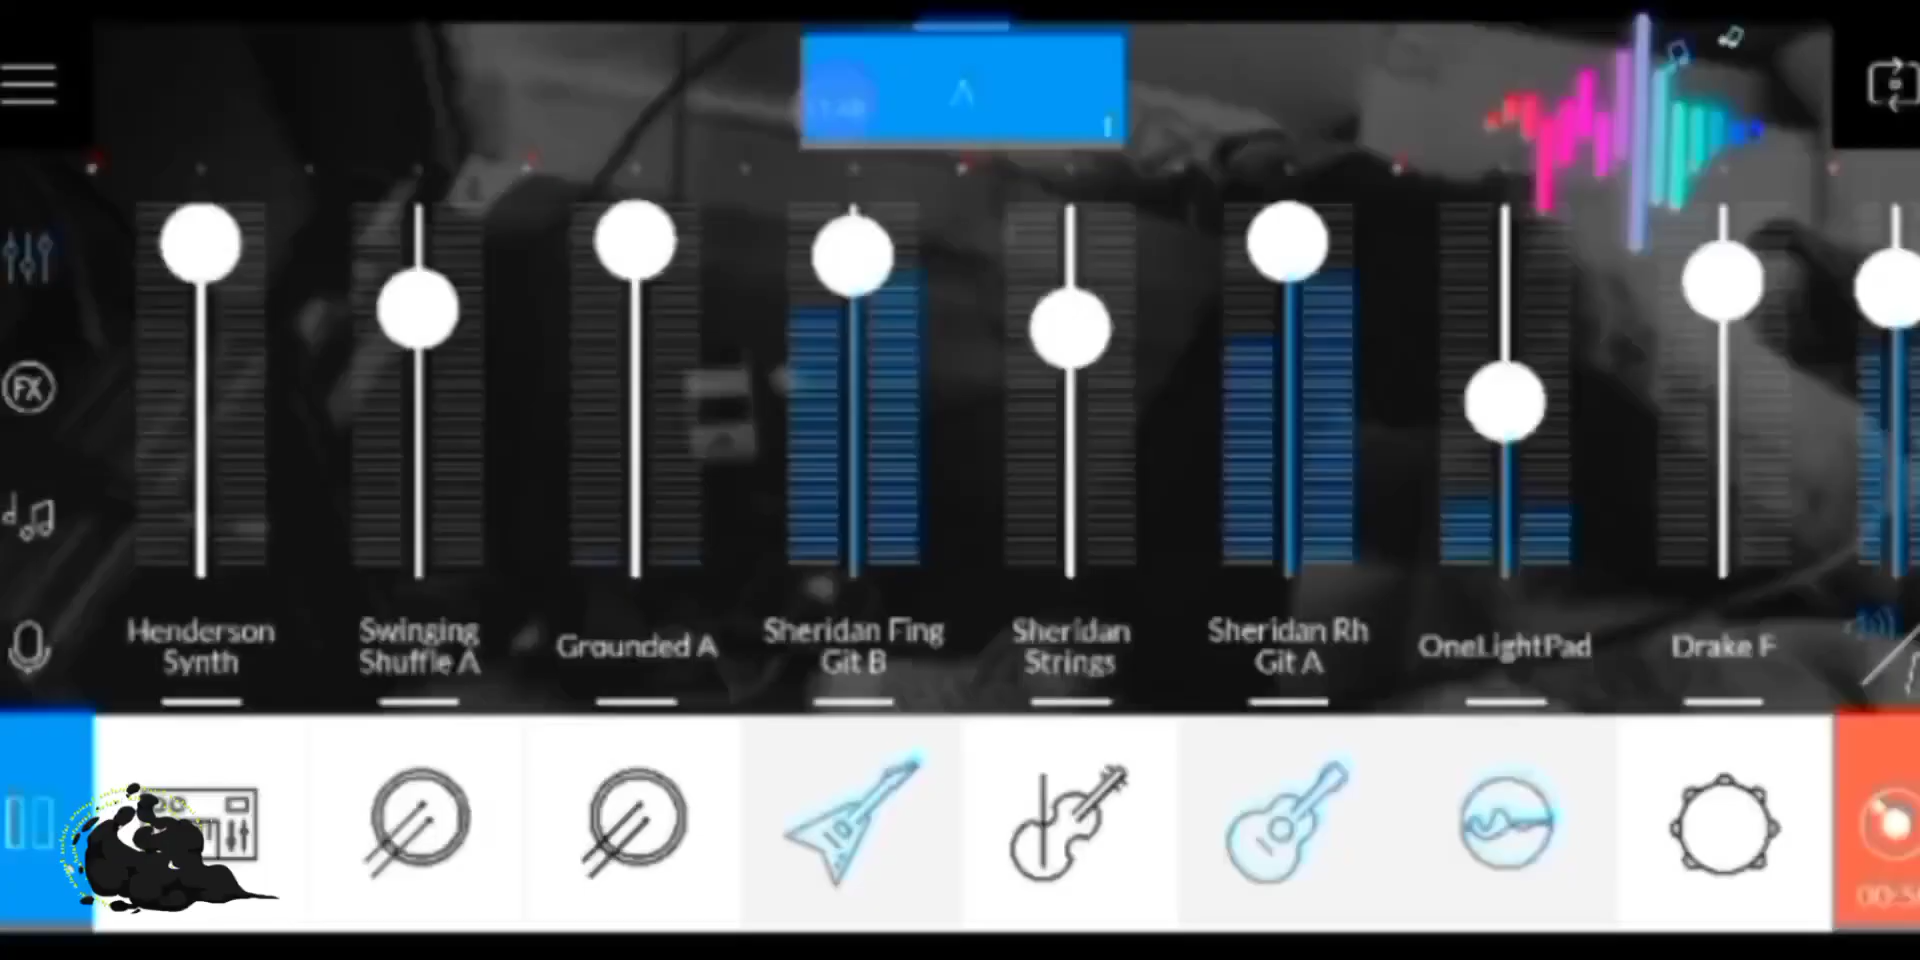 A
FX
Henderson
Synth
Swinging
Shuffle A
Grounded A
Sheridan Fing
Git B
Sheridan
Strings
Sheridan Rh
Git A
OneLightPad
Drake F